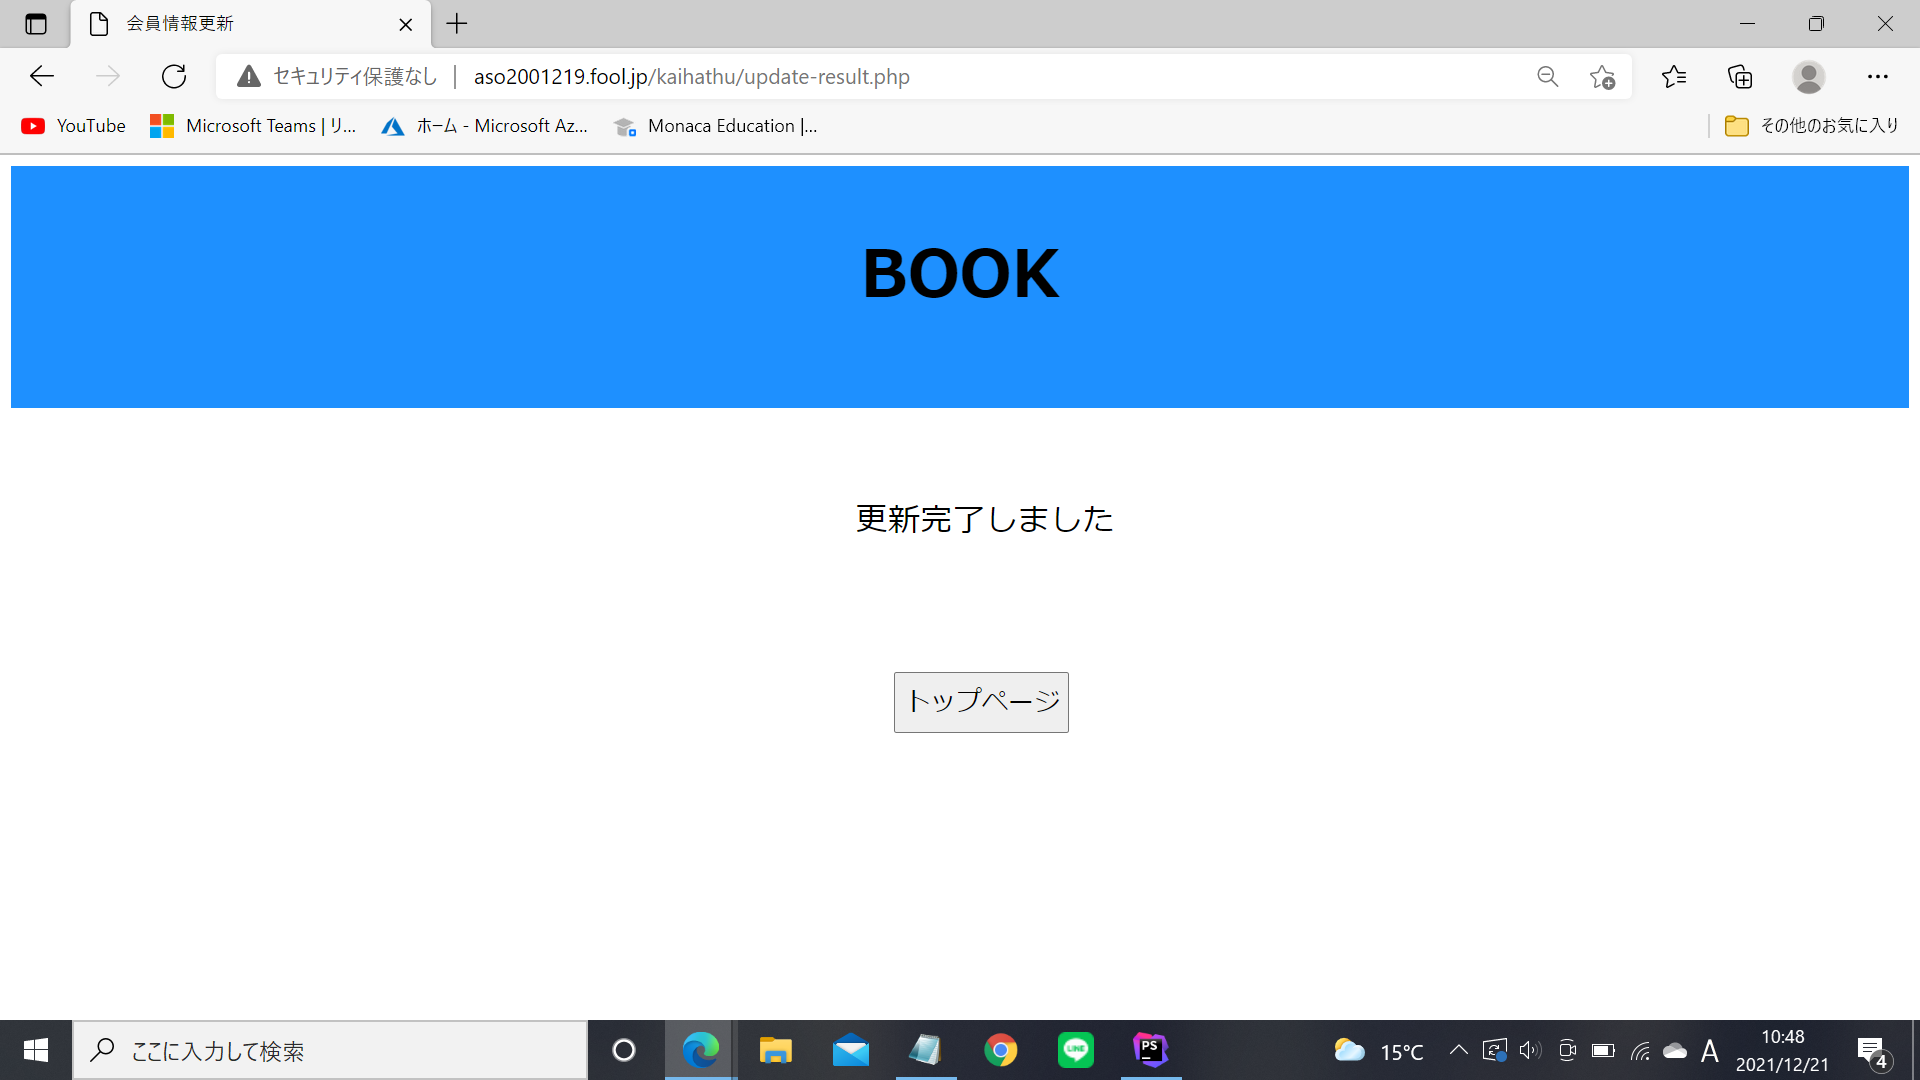 会員情報更新
セキュリティ保護なし | aso2001219.fool.jp/kaihathu/update-result.php
YouTube Microsoft Teams | リ... ホーム - Microsoft Az... Monaca Education |... その他のお気に入り
BOOK
更新完了しました
トップページ
ここに入力して検索 LINE PS 15°C A 10:48
2021/12/21 4